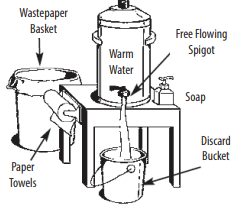 Wastepaper
Basket
Free Flowing
Spigot
Warm
Water
Soap
Discard
Bucket
Paper
Towels